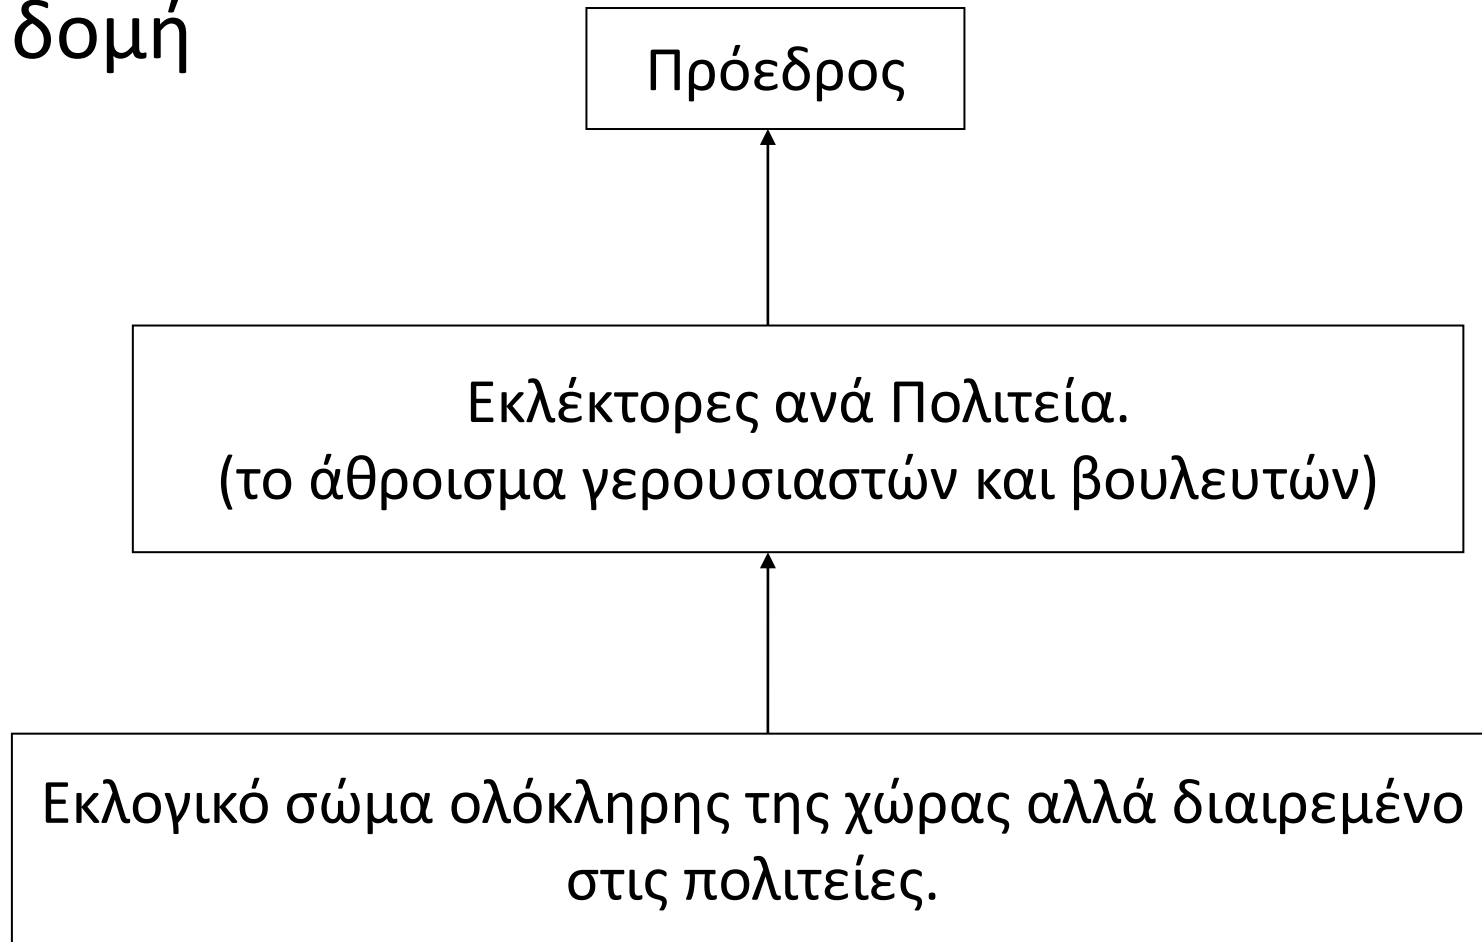 δομή
Πρόεδρος
Εκλέκτορες ανά Πολιτεία.
(το άθροισμα γερουσιαστών και βουλευτών)
Εκλογικό σώμα ολόκληρης της χώρας αλλά διαιρεμένο
στις πολιτείες.